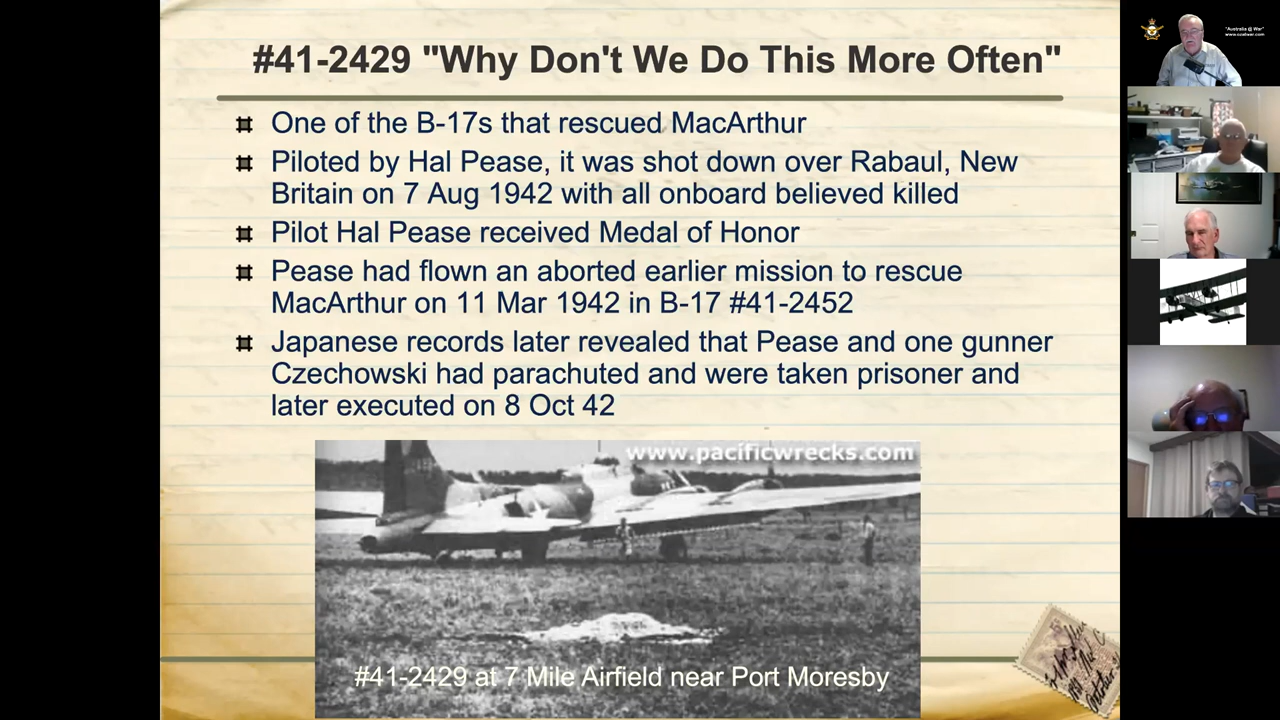 #41-2429 "Why Don't We Do This More Often"
One of the B-17s that rescued MacArthur
Piloted by Hal Pease, it was shot down over Rabaul, New
Britain on 7 Aug 1942 with all onboard believed killed
Pilot Hal Pease received Medal of Honor
Pease had flown an aborted earlier mission to rescue
MacArthur on 11 Mar 1942 in B-17 #41-2452
Japanese records later revealed that Pease and one gunner
Czechowski had parachuted and were taken prisoner and
later executed on 8 Oct 42
www.pacificwrecks.com
#41-2429 at 7 Mile Airfield near Port Moresby
"Australia @ War"
www.ozatwar.com